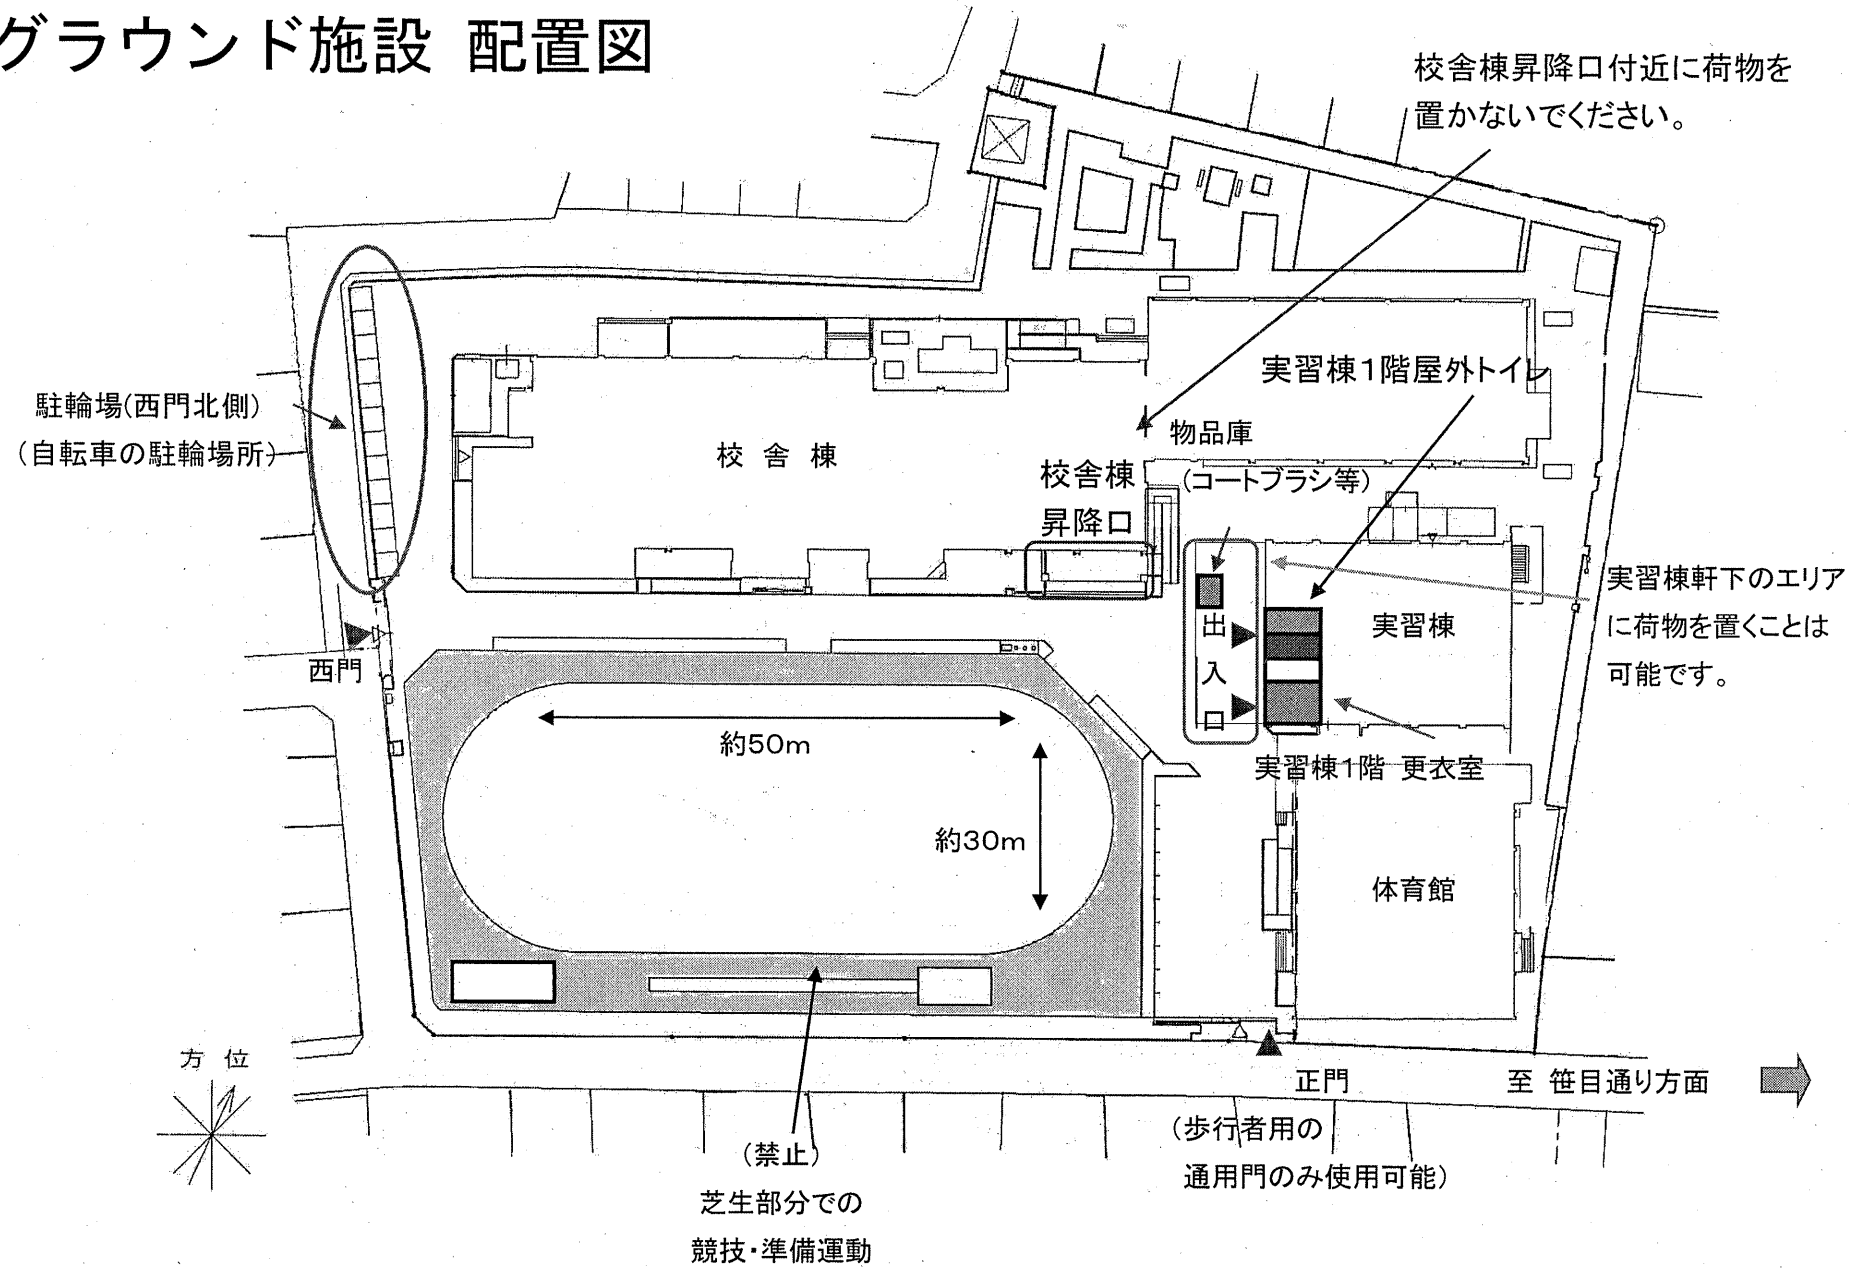 グラウンド施設 配置図
校舎棟昇降口付近に荷物を
置かないでください。
実習棟1階屋外トイレ
駐輪場(西門北側)
(自転車の駐輪場所)
校 舎 棟
物品庫
(コートブラシ等)
校舎棟
昇降口
実習棟軒下のエリア
に荷物を置くことは
可能です。
出
入
口
実習棟
西門
約50m
実習棟1階 更衣室
約30m
体育館
方 位
正門
(歩行者用の
通用門のみ使用可能)
至 笹目通り方面
(禁止)
芝生部分での
競技・準備運動